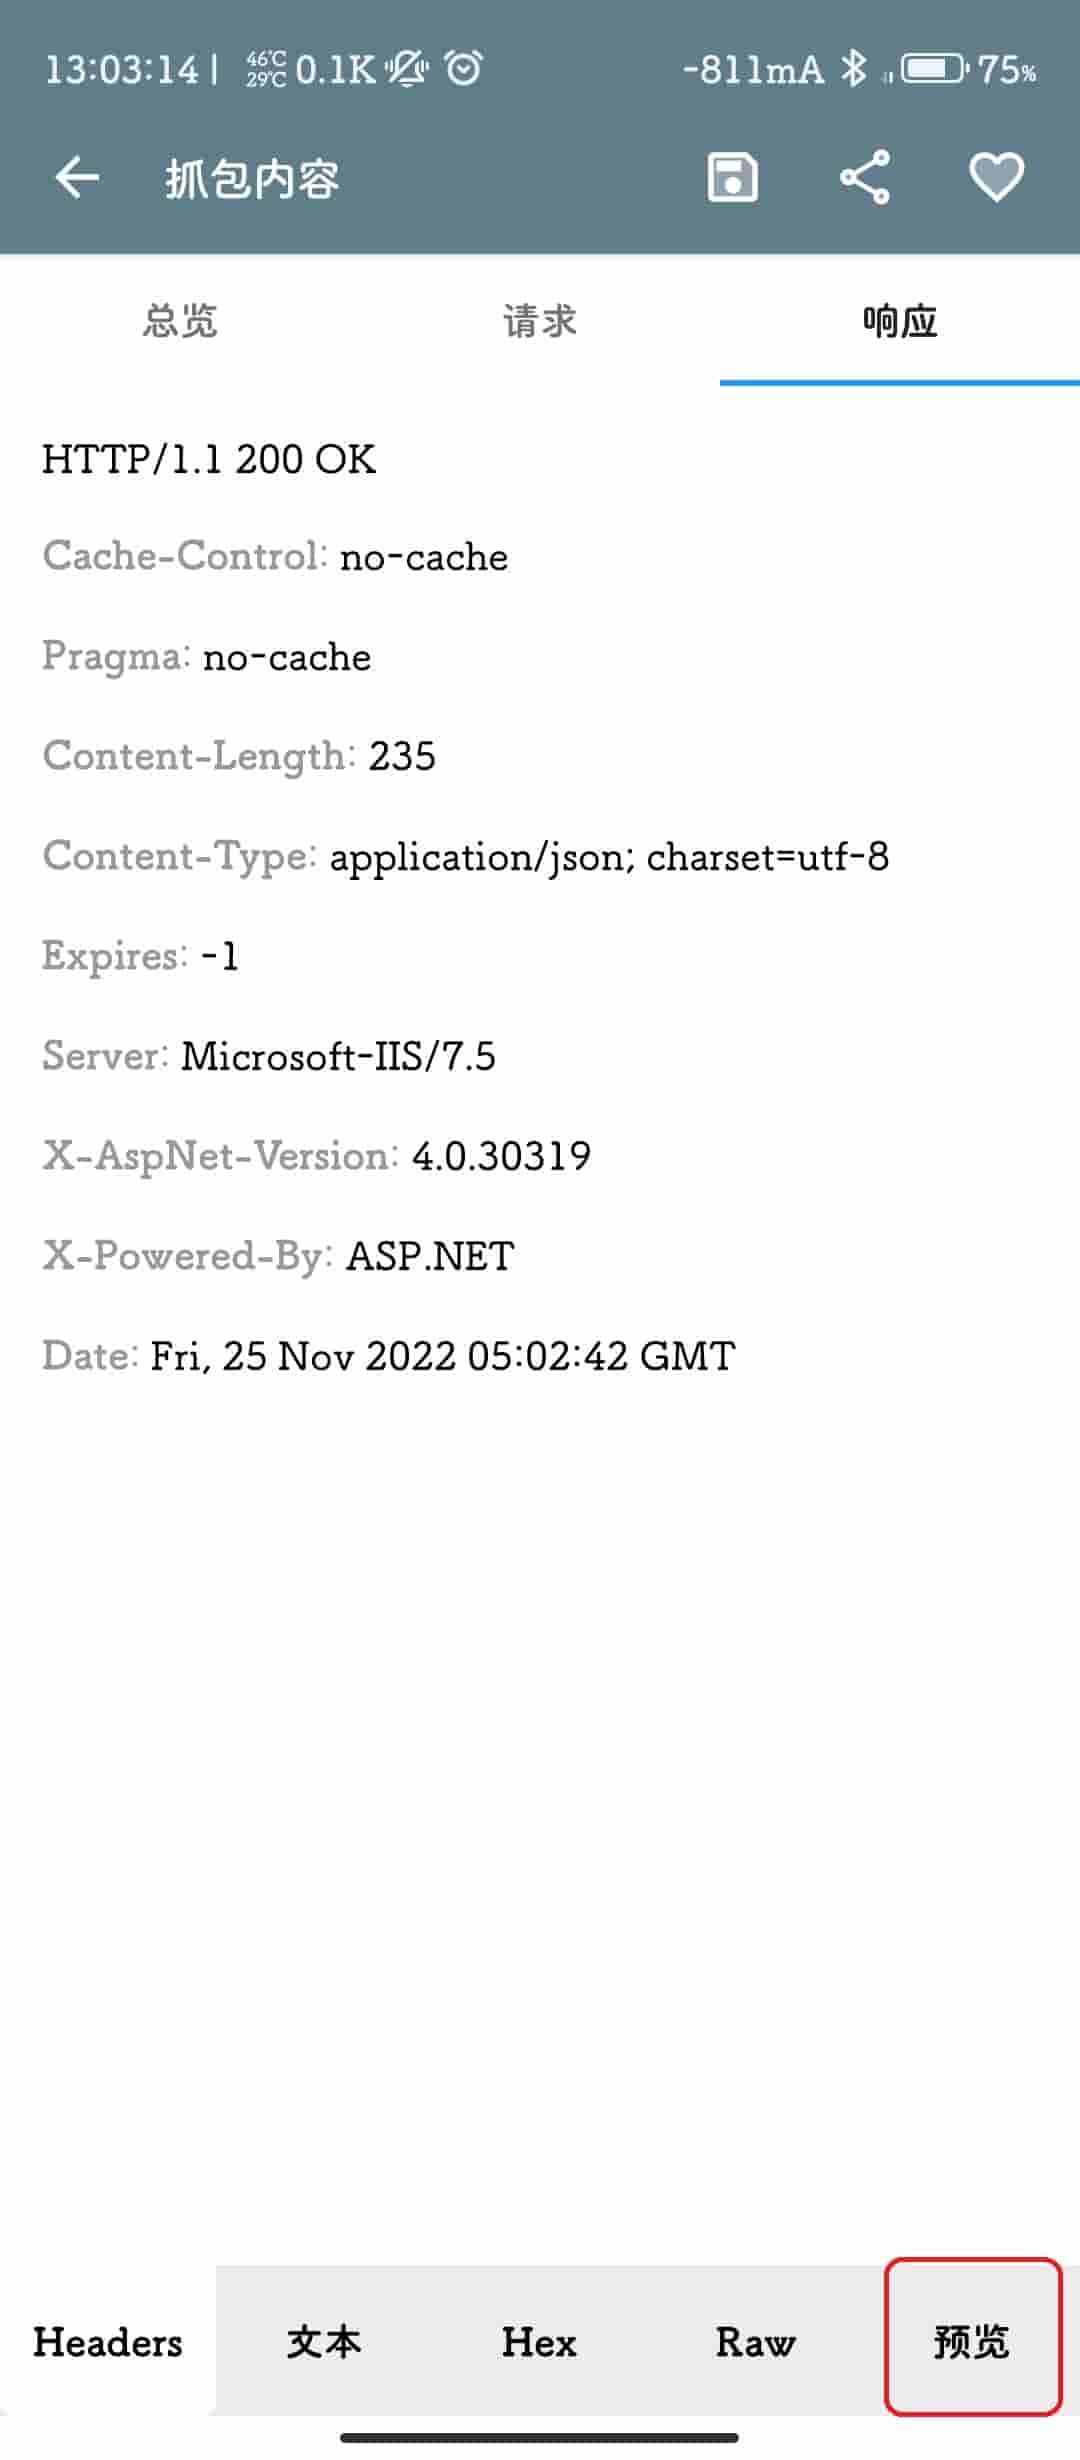 13:03:14 | 46℃ 29℃ 0.1K -811mA 75%
抓包内容
总览 请求 响应
HTTP/1.1 200 OK
Cache-Control: no-cache
Pragma: no-cache
Content-Length: 235
Content-Type: application/json; charset=utf-8
Expires: -1
Server: Microsoft-IIS/7.5
X-AspNet-Version: 4.0.30319
X-Powered-By: ASP.NET
Date: Fri, 25 Nov 2022 05:02:42 GMT
Headers 文本 Hex Raw 预览